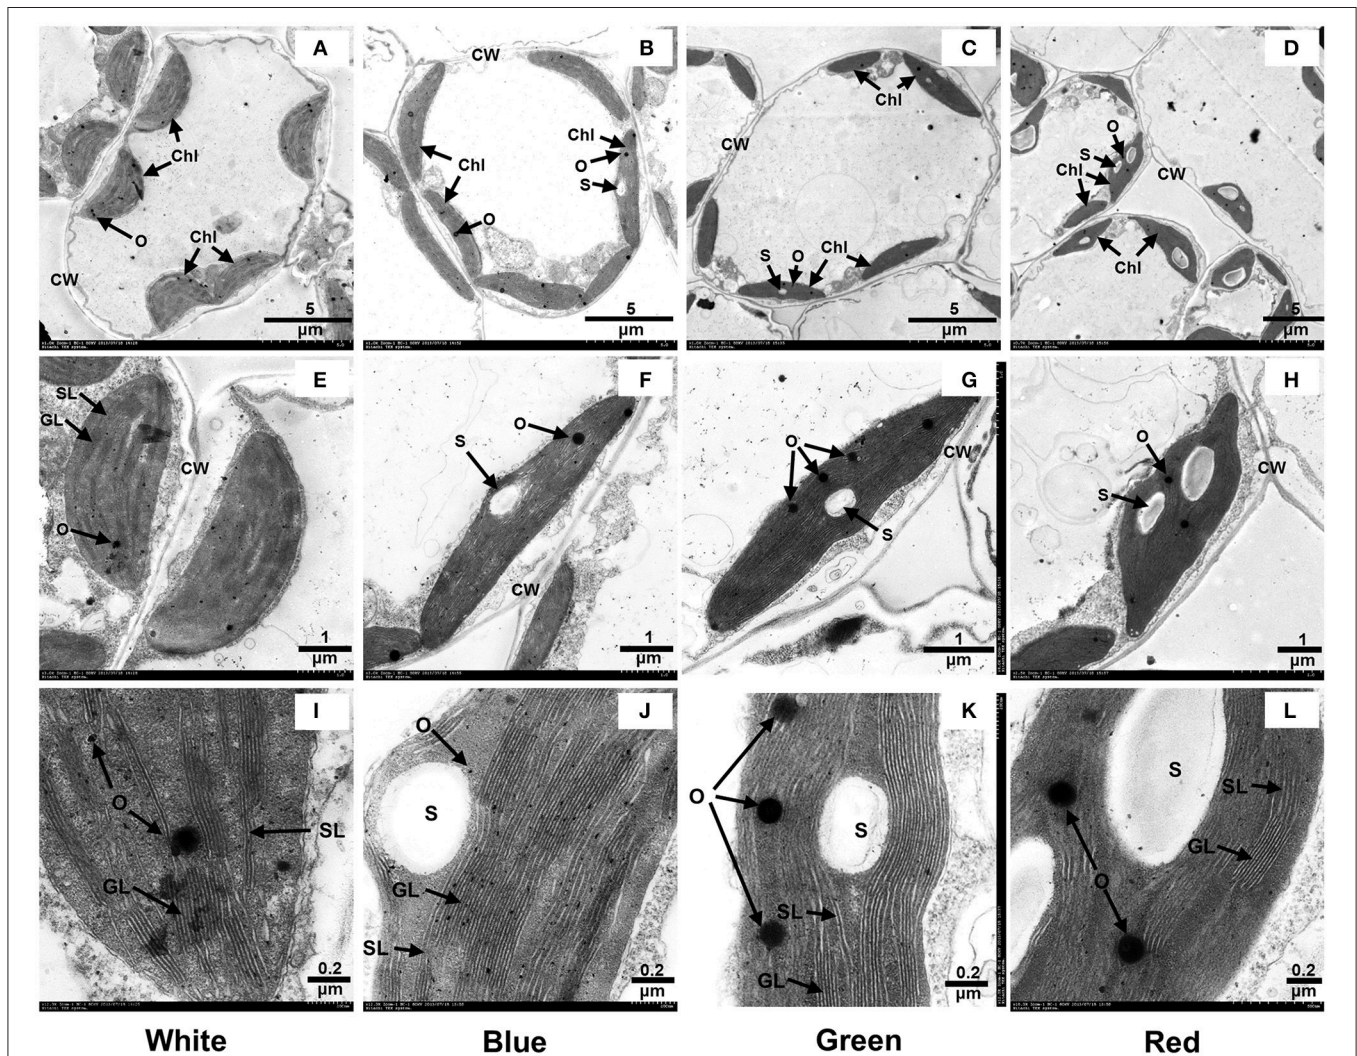 A
Chl
O
Chl
CW
5
µm
B
CW
Chl
O
S
Chl
O
5
µm
C
Chl
CW
S O Chl
5
µm
D
O
S
Chl
CW
Chl
5
µm
E
SL
GL
CW
O
1
µm
F
O
S
CW
1
µm
G
O
CW
S
1
µm
H
O
CW
S
1
µm
I
O
SL
GL
0.2
µm
J
O
S
GL
SL
0.2
µm
K
O
S
SL
GL
0.2
µm
L
S
SL
GL
O
0.2
µm
White Blue Green Red